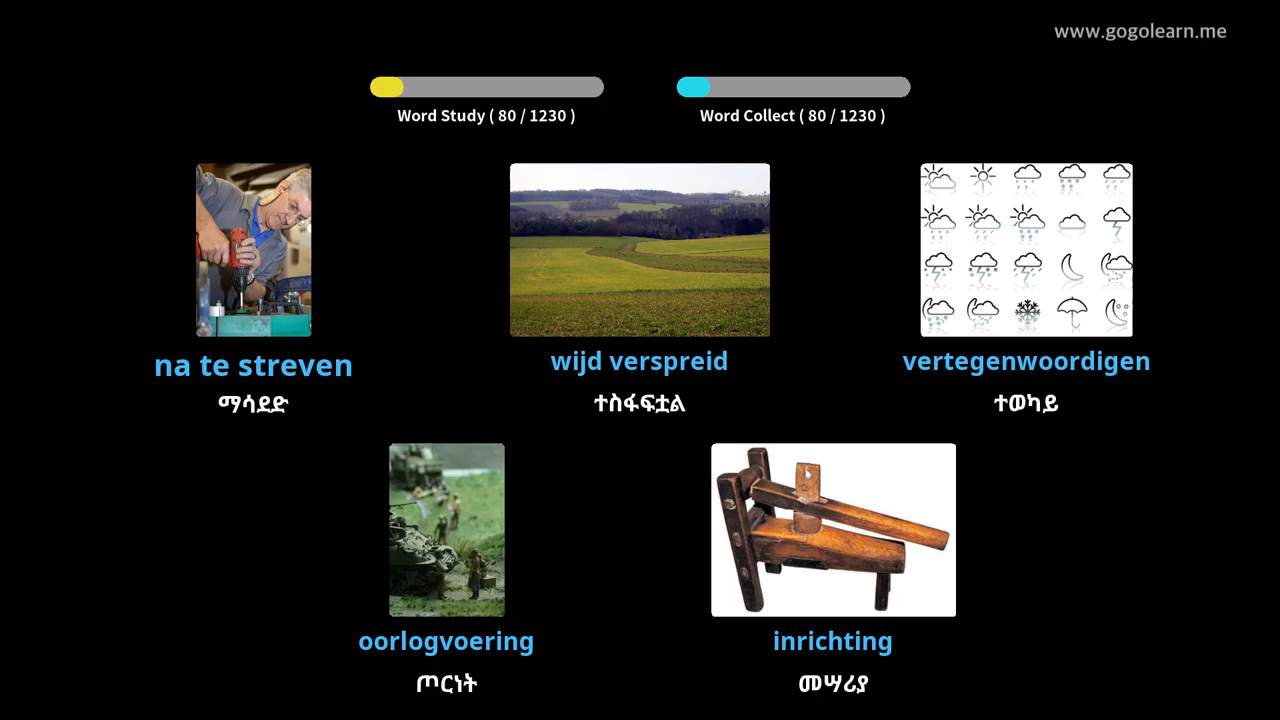 www.gogolearn.me
Word Study ( 80 / 1230 )
Word Collect ( 80 / 1230 )
na te streven
ማሳደድ
wijd verspreid
ተስፋፍቷል
vertegenwoordigen
ተወካይ
oorlogvoering
ጦርነት
inrichting
መሣሪያ